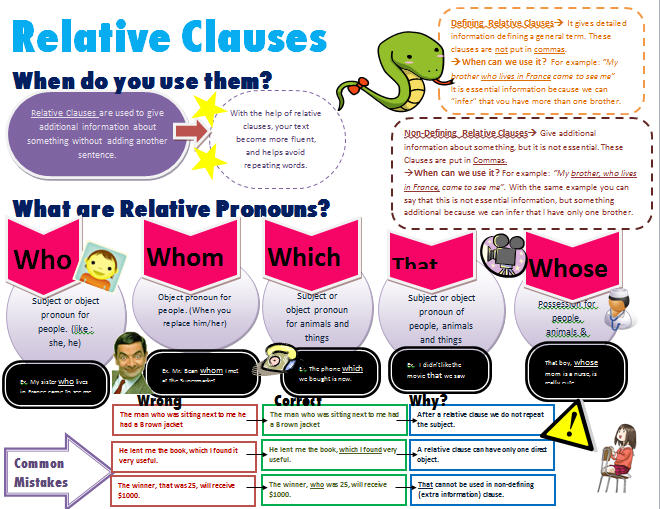 Relative Clauses
When do you use them?
Relative Clauses are used to give
additional information about
something without adding another
sentence.
With the help of relative
clauses, your text
become more fluent,
and helps avoid
repeating words.
Defining Relative Clauses→ It gives detailed
information defining a general term. These
clauses are not put in commas.
→When can we use it? For example: “My
brother who lives in France came to see me”
It is essential information because we can
“infer” that you have more than one brother.
Non-Defining Relative Clauses→ Give additional
information about something, but it is not essential. These
Clauses are put in Commas.
→When can we use it? For example: “My brother, who lives
in France, came to see me”. With the same example you can
say that this is not essential information, but something
additional because we can infer that I have only one brother.
What are Relative Pronouns?
Who
Subject or object
pronoun for
people. (like :
she, he)
Ex. My sister who lives
in France came to see me
Whom
Object pronoun for
people. (When you
replace him/her)
Ex. Mr. Bean whom I met
at the Supermarket
Which
Subject or
object pronoun
for animals and
things
Ex. The phone which
we bought is new.
That
Subject or object
pronoun of
people, animals
and things
Ex. I didn't like the
movie that we saw
Whose
Possession for
people,
animals &
That boy, whose
mom is a nurse, is
really cute
Wrong
Correct
Why?
Common
Mistakes
The man who was sitting next to me he
had a Brown jacket
The man who was sitting next to me had
a Brown jacket
After a relative clause we do not repeat
the subject.
He lent me the book, which I found it
very useful.
He lent me the book, which I found very
useful.
A relative clause can have only one direct
object.
The winner, that was 25, will receive
$1000.
The winner, who was 25, will receive
$1000.
That cannot be used in non-defining
(extra information) clause.